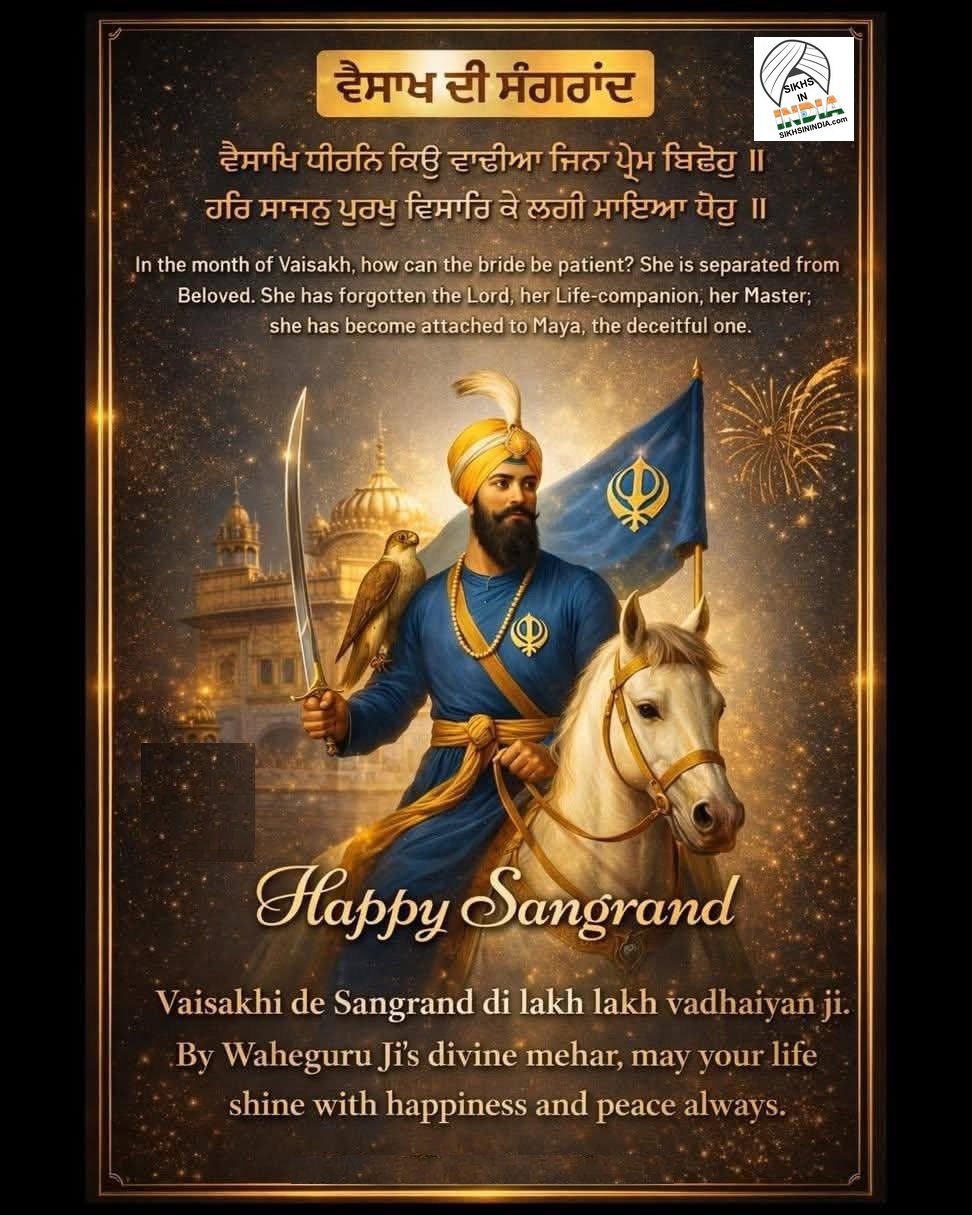 ਵੈਸਾਖ ਦੀ ਸੰਗਰਾਂਦ
SIKHS
IN
INDIA
SIKHSININDIA.com
ਵੈਸਾਖਿ ਧੀਰਨਿ ਕਿਉ ਵਾਢੀਆ ਜਿਨਾ ਪ੍ਰੇਮ ਬਿਛੋਹੁ ॥
ਹਰਿ ਸਾਜਨੁ ਪੁਰਖੁ ਵਿਸਾਰਿ ਕੇ ਲਗੀ ਮਾਇਆ ਧੋਹੁ ॥
In the month of Vaisakh, how can the bride be patient? She is separated from
Beloved. She has forgotten the Lord, her Life-companion, her Master;
she has become attached to Maya, the deceitful one.
Happy Sangrand
Vaisakhi de Sangrand di lakh lakh vadhaiyan ji.
By Waheguru Ji's divine mehar, may your life
shine with happiness and peace always.